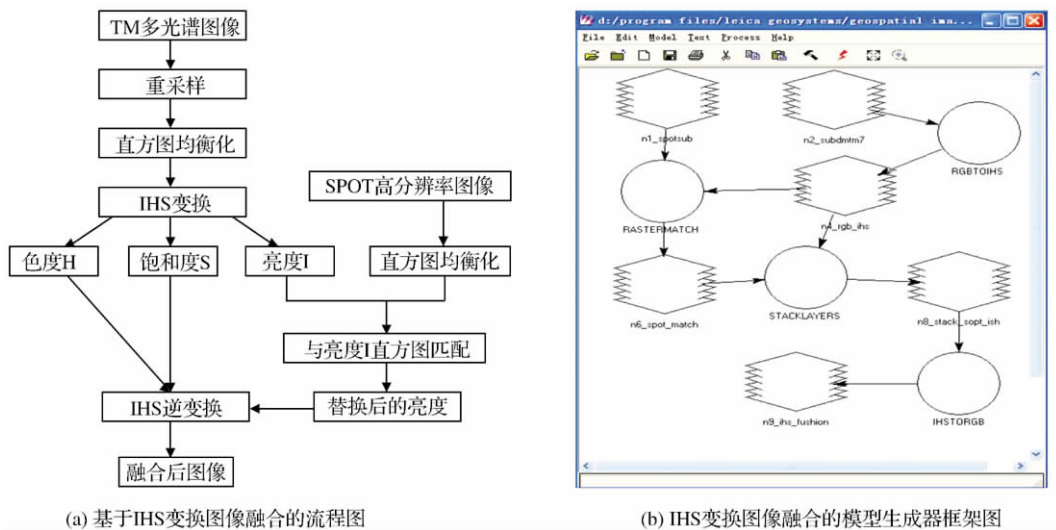 TM多光谱图像
重采样
直方图均衡化
IHS变换
SPOT高分辨率图像
色度H
饱和度S
亮度I
直方图均衡化
与亮度I直方图匹配
IHS逆变换
替换后的亮度
融合后图像
(a) 基于IHS变换图像融合的流程图
d:/program files/leica geosystems/geospatial ima...
File Edit Model Text Process Help
n1_spotsub
n2_subdmtm7
RGBTOIHS
RASTERMATCH
n4_rgb_ihs
n6_spot_match
STACKLAYERS
n8_stack_sopt_ish
n9_ihs_fushion
IHSTORGB
(b) IHS变换图像融合的模型生成器框架图